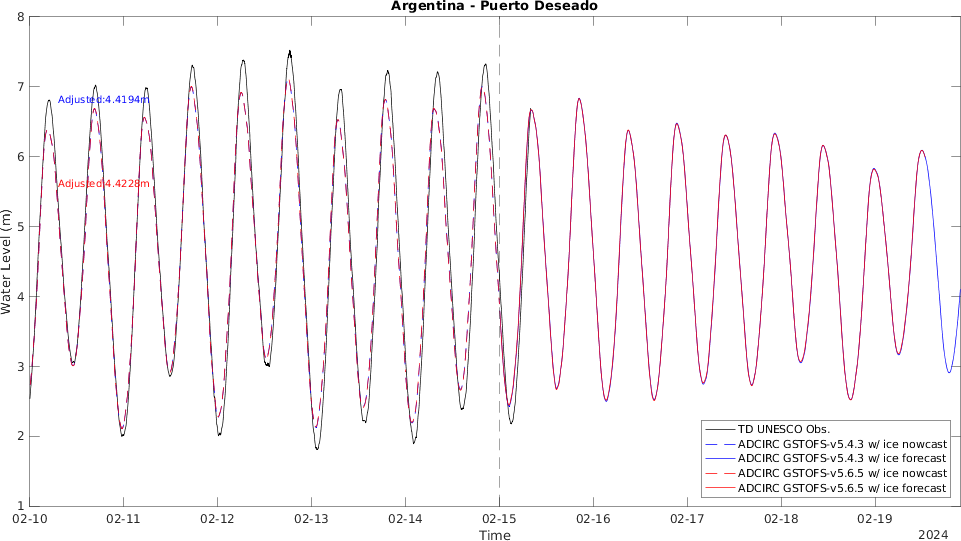 Argentina - Puerto Deseado
8
7
6
5
4
3
2
1
Water Level (m)
Adjusted:4.4194m
Adjusted:4.4228m
TD UNESCO Obs.
ADCIRC GSTOFS-v5.4.3 w/ ice nowcast
ADCIRC GSTOFS-v5.4.3 w/ ice forecast
ADCIRC GSTOFS-v5.6.5 w/ ice nowcast
ADCIRC GSTOFS-v5.6.5 w/ ice forecast
02-10 02-11 02-12 02-13 02-14 02-15 02-16 02-17 02-18 02-19
Time
2024